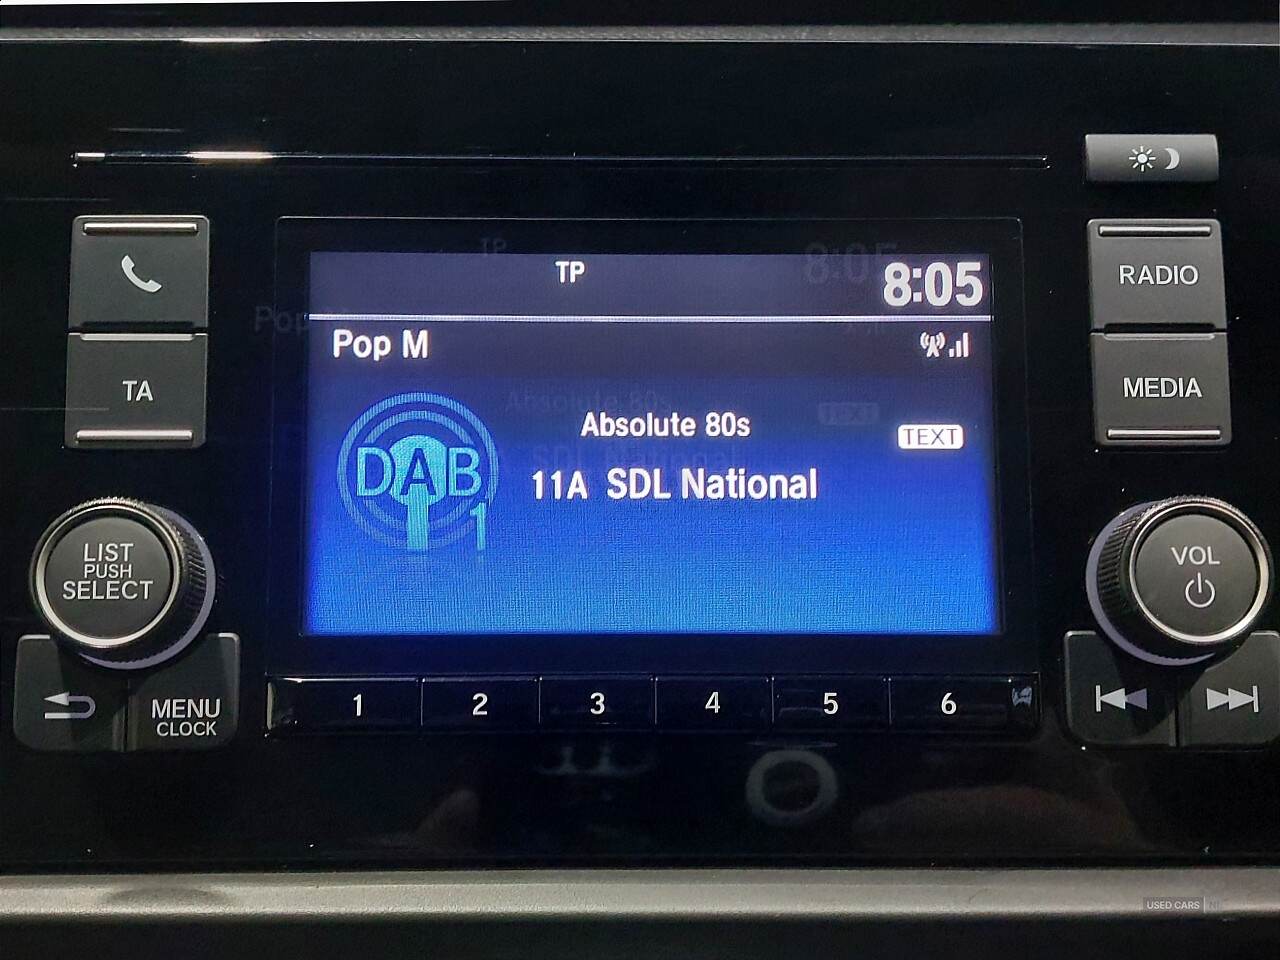 TP
8:05
Pop M
Absolute 80s
TEXT
DAB
1
11A SDL National
TA
RADIO
MEDIA
LIST
PUSH
SELECT
VOL
MENU
CLOCK
1 2 3 4 5 6
USED CARS